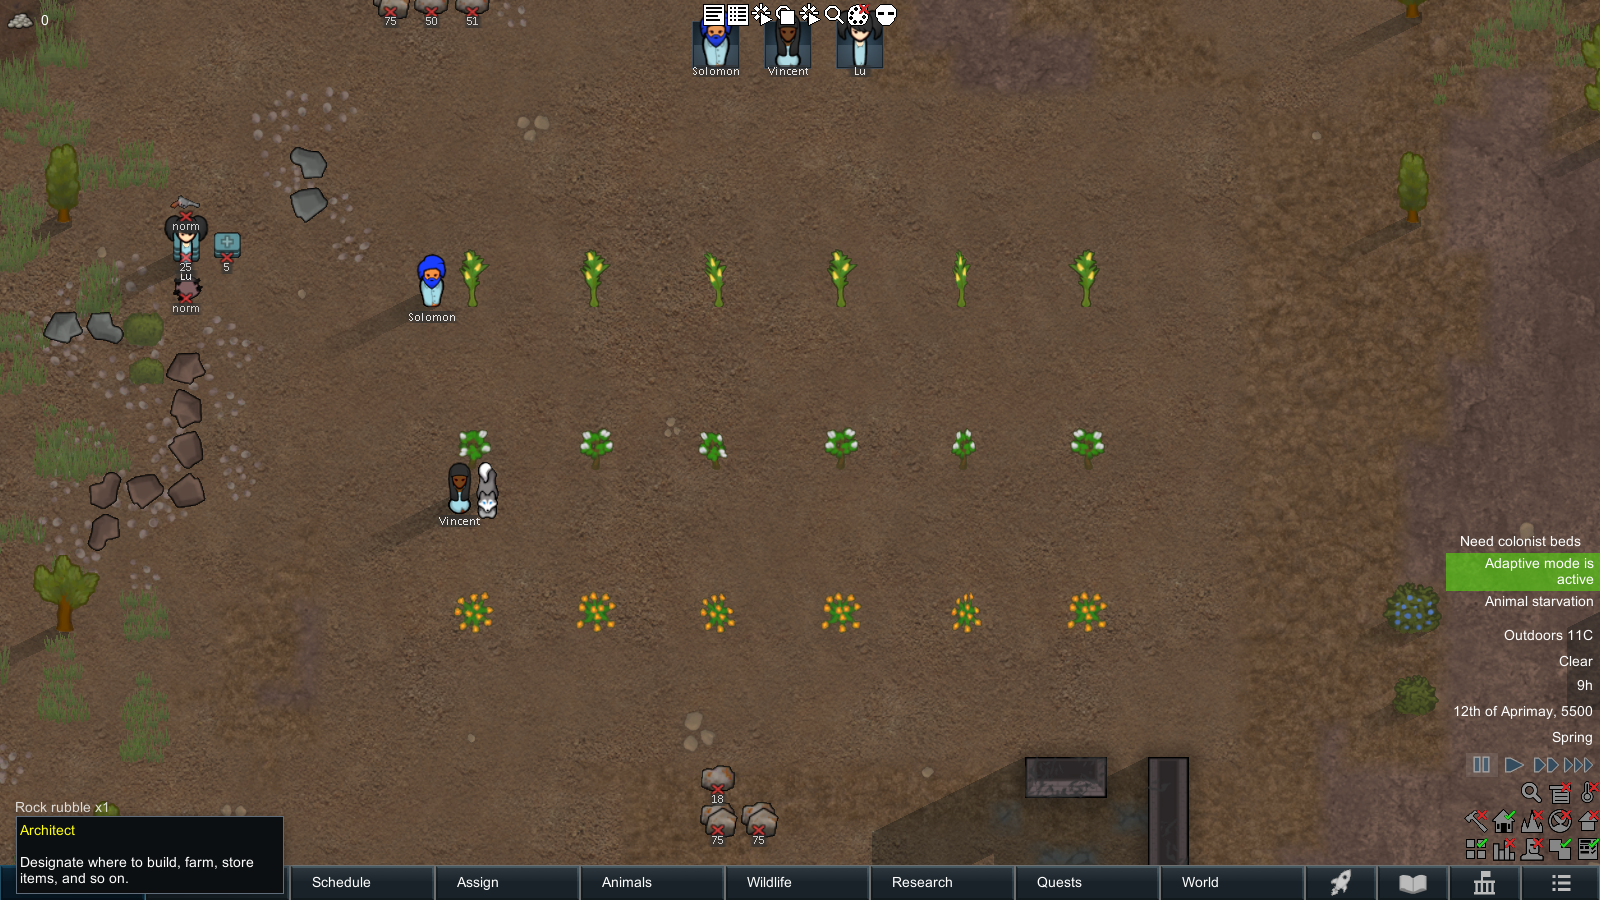 0
75
50
51
Solomon
Vincent
Lu
norm
25
5
Lu
norm
Solomon
Vincent
Need colonist beds
Adaptive mode is
active
Animal starvation
Outdoors 11C
Clear
9h
12th of Aprimay, 5500
Spring
18
75
75
Rock rubble x1
Architect
Designate where to build, farm, store
items, and so on.
Schedule
Assign
Animals
Wildlife
Research
Quests
World